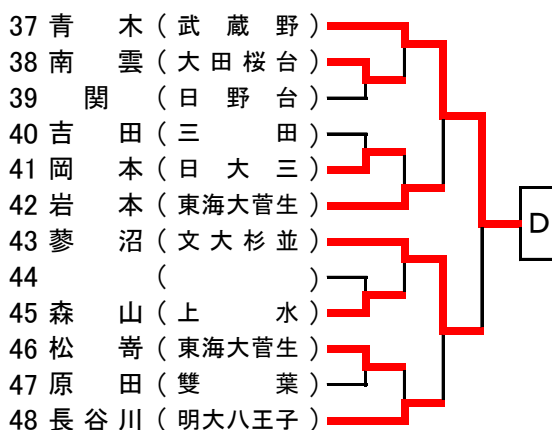 37 青木 (武蔵野)
38 南雲 (大田桜台)
39 関 (日野台)
40 吉田 (三田)
41 岡本 (日大三)
42 岩本 (東海大菅生)
43 蓼沼 (文大杉並)
44 ( )
45 森山 (上水)
46 松嵜 (東海大菅生)
47 原田 (雙葉)
48 長谷川 (明大八王子)
D